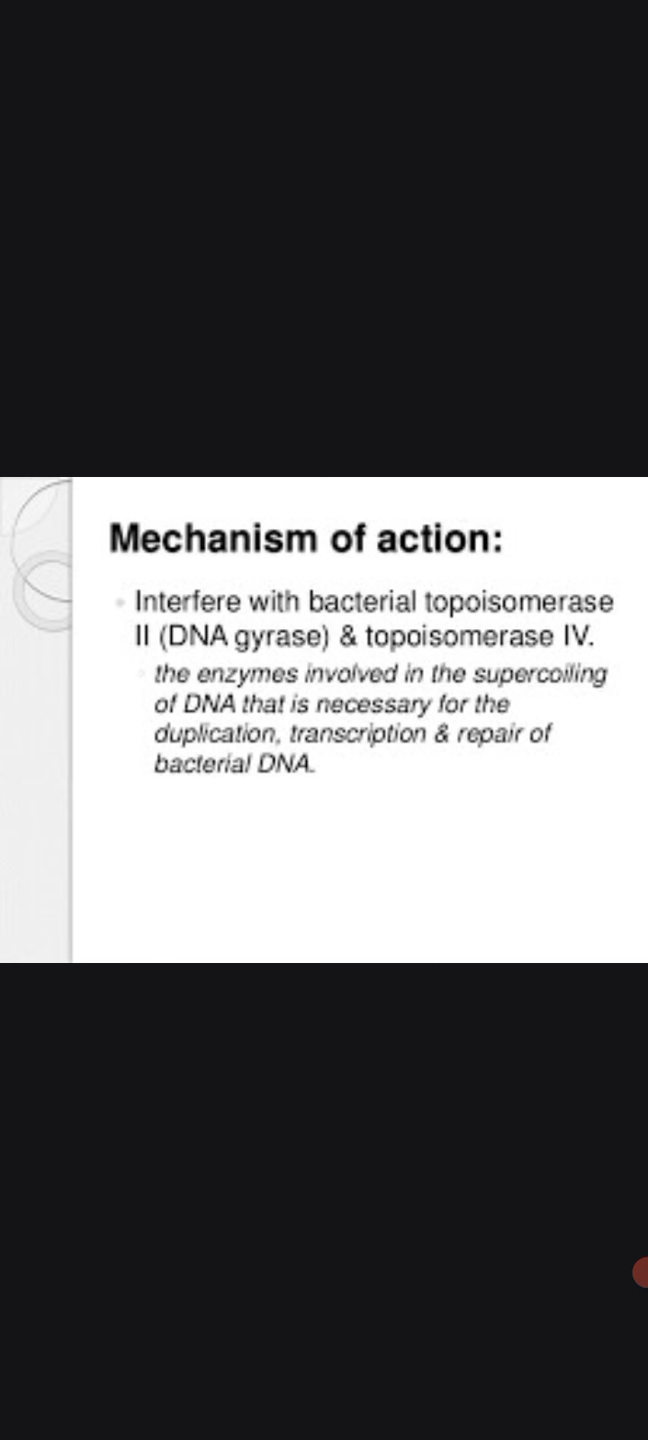 Mechanism of action:
Interfere with bacterial topoisomerase
II (DNA gyrase) & topoisomerase IV.
the enzymes involved in the supercoiling
of DNA that is necessary for the
duplication, transcription & repair of
bacterial DNA.